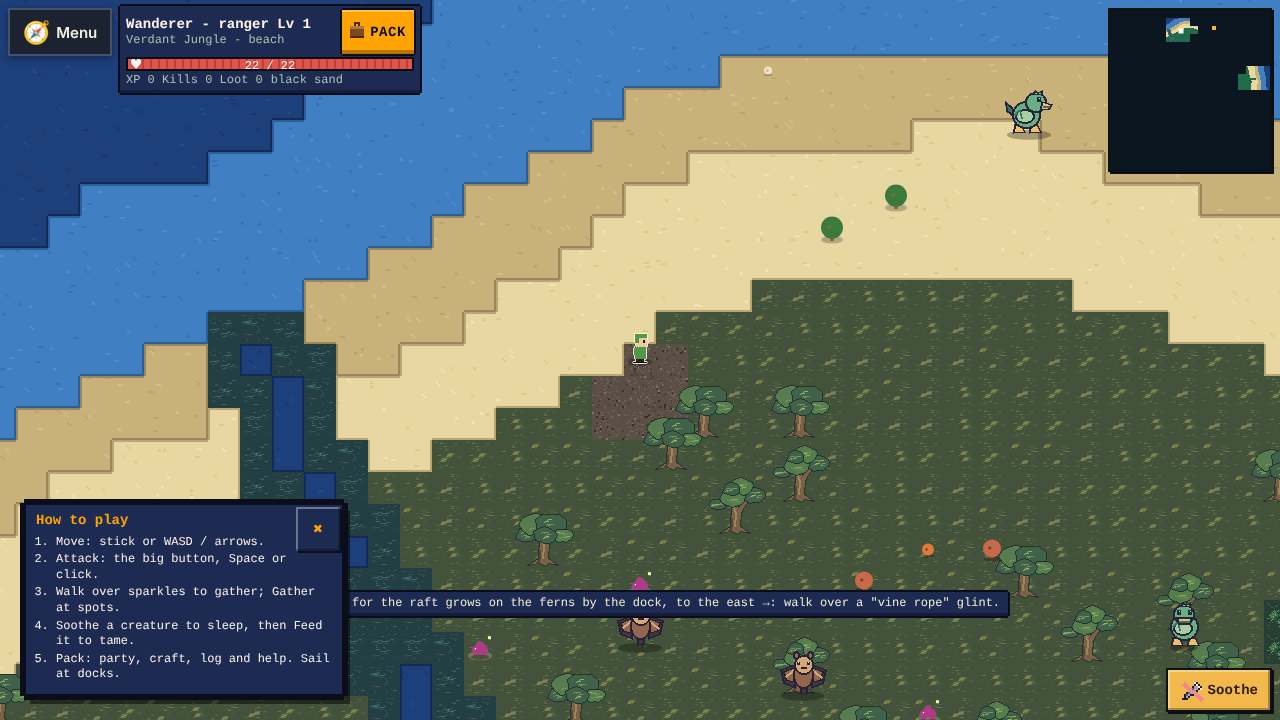 Menu
Wanderer - ranger Lv 1
Verdant Jungle - beach
PACK
22 / 22
XP 0 Kills 0 Loot 0 black sand
How to play
1. Move: stick or WASD / arrows.
2. Attack: the big button, Space or
click.
3. Walk over sparkles to gather; Gather
at spots.
4. Soothe a creature to sleep, then Feed
it to tame.
5. Pack: party, craft, log and help. Sail
at docks.
for the raft grows on the ferns by the dock, to the east →: walk over a "vine rope" glint.
Soothe